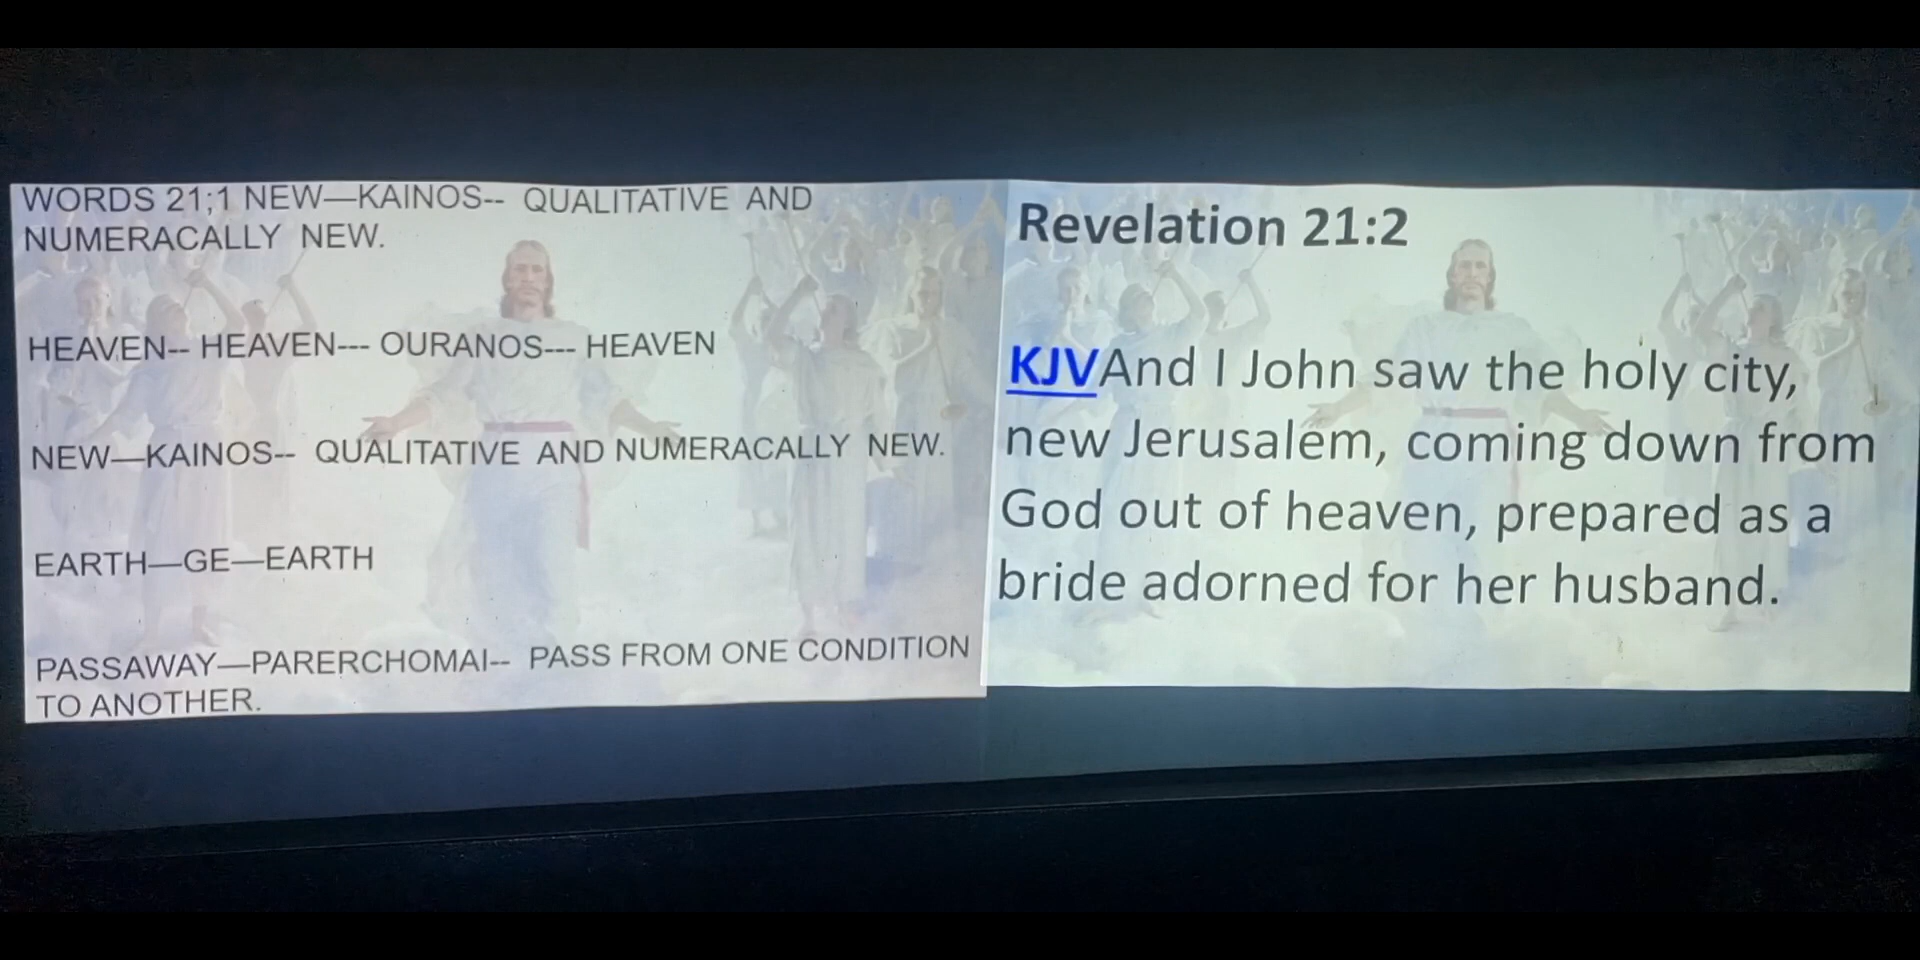 WORDS 21;1 NEW—KAINOS-- QUALITATIVE AND
NUMERACALLY NEW.
HEAVEN-- HEAVEN--- OURANOS--- HEAVEN
NEW—KAINOS-- QUALITATIVE AND NUMERACALLY NEW.
EARTH—GE—EARTH
PASSAWAY—PARERCHOMAI-- PASS FROM ONE CONDITION
TO ANOTHER.
Revelation 21:2
KJVAnd I John saw the holy city,
new Jerusalem, coming down from
God out of heaven, prepared as a
bride adorned for her husband.